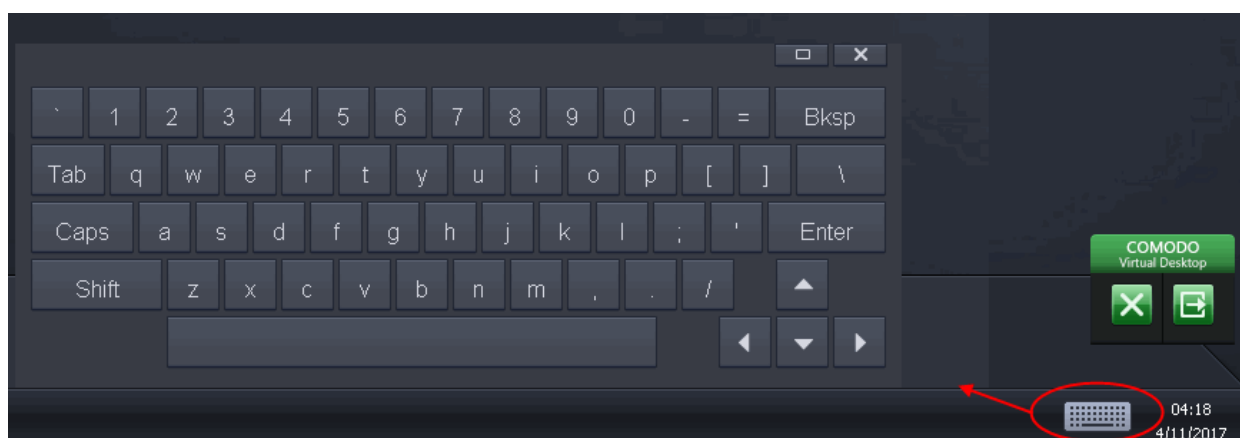 ` 1 2 3 4 5 6 7 8 9 0 - = Bksp
Tab q w e r t y u i o p [ ] \
Caps a s d f g h j k l ; ' Enter
Shift z x c v b n m , . /
COMODO
Virtual Desktop
04:18
4/11/2017